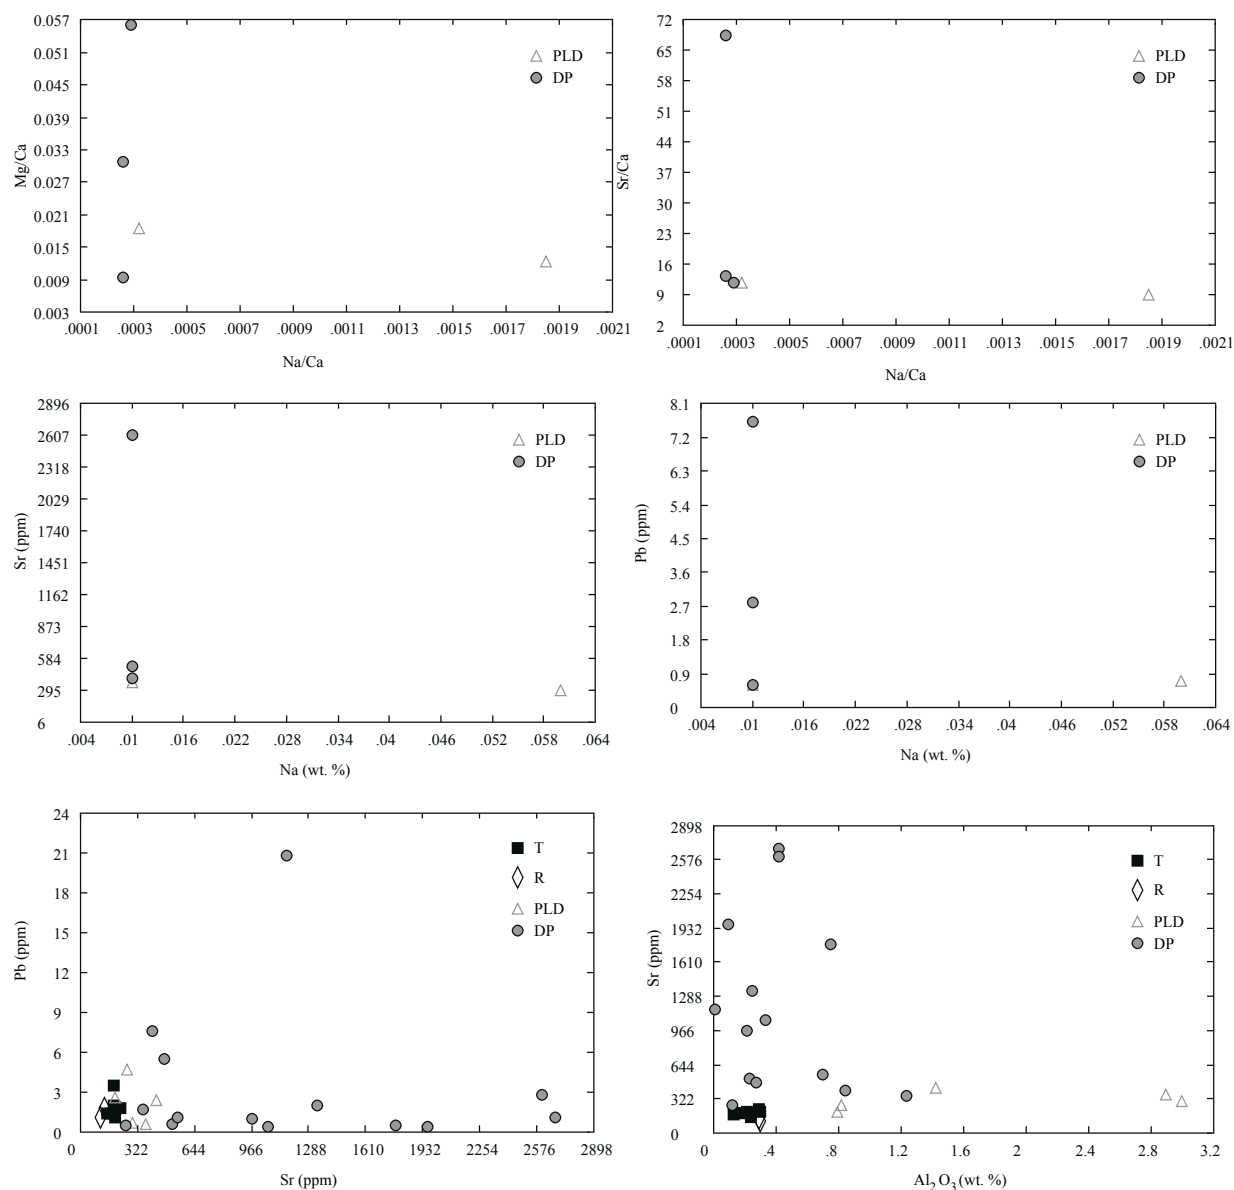 0.057
0.051
0.045
0.039
0.033
0.027
0.021
0.015
0.009
0.003
Mg/Ca
PLD
DP
.0001 .0003 .0005 .0007 .0009 .0011 .0013 .0015 .0017 .0019 .0021
Na/Ca
72
65
58
51
44
37
30
23
16
9
2
Sr/Ca
PLD
DP
.0001 .0003 .0005 .0007 .0009 .0011 .0013 .0015 .0017 .0019 .0021
Na/Ca
2896
2607
2318
2029
1740
1451
1162
873
584
295
6
Sr (ppm)
PLD
DP
.004 .01 .016 .022 .028 .034 .04 .046 .052 .058 .064
Na (wt. %)
8.1
7.2
6.3
5.4
4.5
3.6
2.7
1.8
0.9
0
Pb (ppm)
PLD
DP
.004 .01 .016 .022 .028 .034 .04 .046 .052 .058 .064
Na (wt. %)
24
21
18
15
12
9
6
3
0
Pb (ppm)
T
R
PLD
DP
0 322 644 966 1288 1610 1932 2254 2576 2898
Sr (ppm)
2898
2576
2254
1932
1610
1288
966
644
322
0
Sr (ppm)
T
R
PLD
DP
0 .4 .8 1.2 1.6 2 2.4 2.8 3.2
Al2O3 (wt. %)